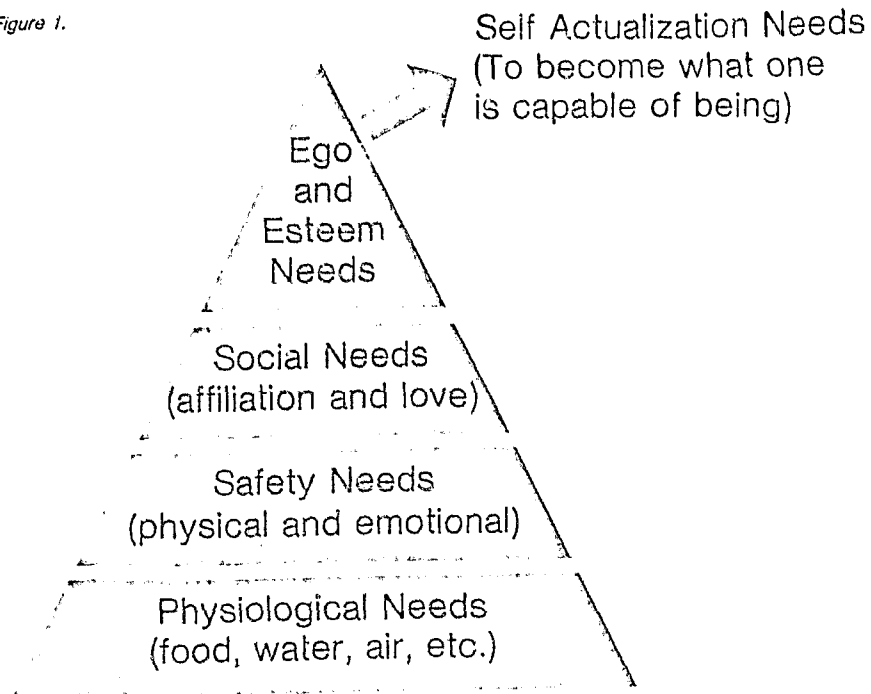 Figure 1.
Self Actualization Needs
(To become what one
is capable of being)
Ego
and
Esteem
Needs
Social Needs
(affiliation and love)
Safety Needs
(physical and emotional)
Physiological Needs
(food, water, air, etc.)